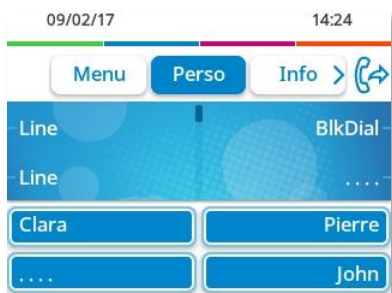 09/02/17 14:24
Menu Perso Info >
Line BlkDial
Line ....
Clara Pierre
.... John